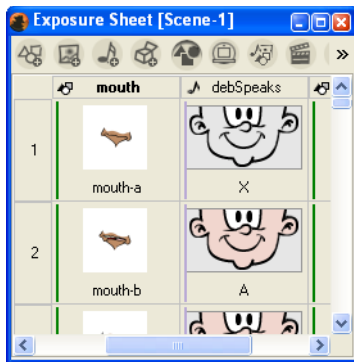 Exposure Sheet [Scene-1]
»
mouth debSpeaks
1
mouth-a X
2
mouth-b A